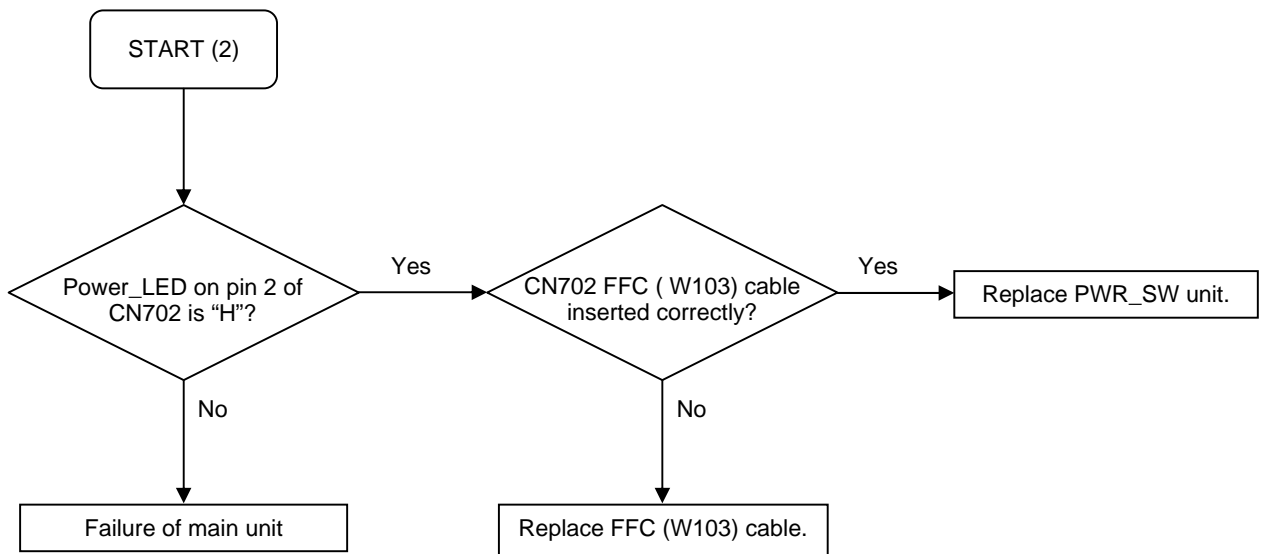 START (2)
Power_LED on pin 2 of
CN702 is “H”?
Yes
CN702 FFC ( W103) cable
inserted correctly?
Yes
Replace PWR_SW unit.
No
No
Failure of main unit
Replace FFC (W103) cable.